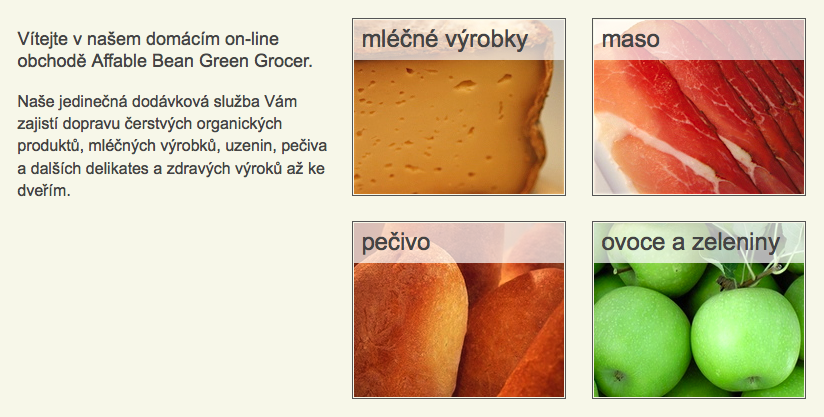 Vítejte v našem domácím on-line
obchodě Affable Bean Green Grocer.
Naše jedinečná dodávková služba Vám
zajistí dopravu čerstvých organických
produktů, mléčných výrobků, uzenin, pečiva
a dalších delikates a zdravých výroků až ke
dveřím.
mléčné výrobky
maso
pečivo
ovoce a zeleniny